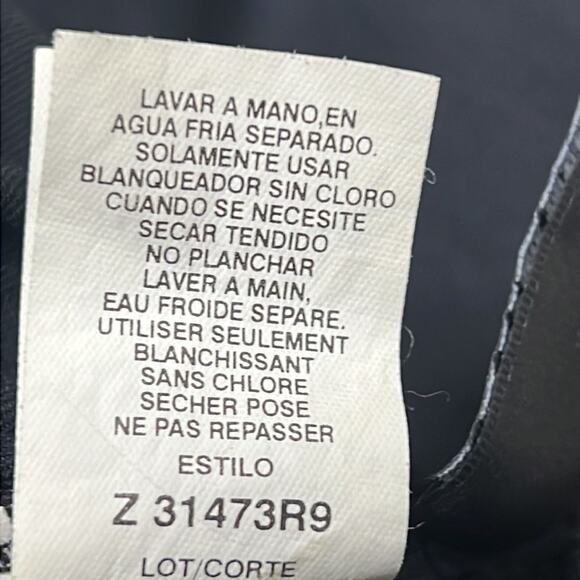 LAVAR A MANO,EN
AGUA FRIA SEPARADO.
SOLAMENTE USAR
BLANQUEADOR SIN CLORO
CUANDO SE NECESITE
SECAR TENDIDO
NO PLANCHAR
LAVER A MAIN,
EAU FROIDE SEPARE.
UTILISER SEULEMENT
BLANCHISSANT
SANS CHLORE
SECHER POSE
NE PAS REPASSER
ESTILO
Z 31473R9
LOT/CORTE